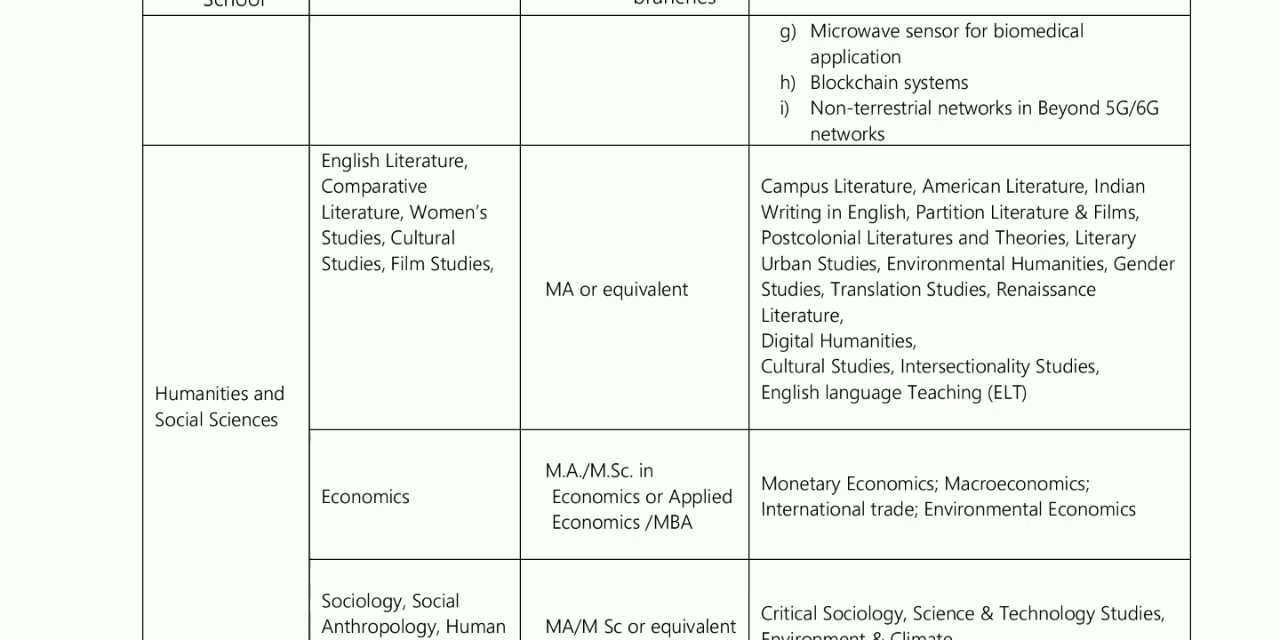 School
branches
g) Microwave sensor for biomedical
application
h) Blockchain systems
i) Non-terrestrial networks in Beyond 5G/6G
networks
Humanities and
Social Sciences
English Literature,
Comparative
Literature, Women’s
Studies, Cultural
Studies, Film Studies,
MA or equivalent
Campus Literature, American Literature, Indian
Writing in English, Partition Literature & Films,
Postcolonial Literatures and Theories, Literary
Urban Studies, Environmental Humanities, Gender
Studies, Translation Studies, Renaissance
Literature,
Digital Humanities,
Cultural Studies, Intersectionality Studies,
English language Teaching (ELT)
Economics
M.A./M.Sc. in
Economics or Applied
Economics /MBA
Monetary Economics; Macroeconomics;
International trade; Environmental Economics
Sociology, Social
Anthropology, Human
MA/M Sc or equivalent
Critical Sociology, Science & Technology Studies,
Environment & Climate